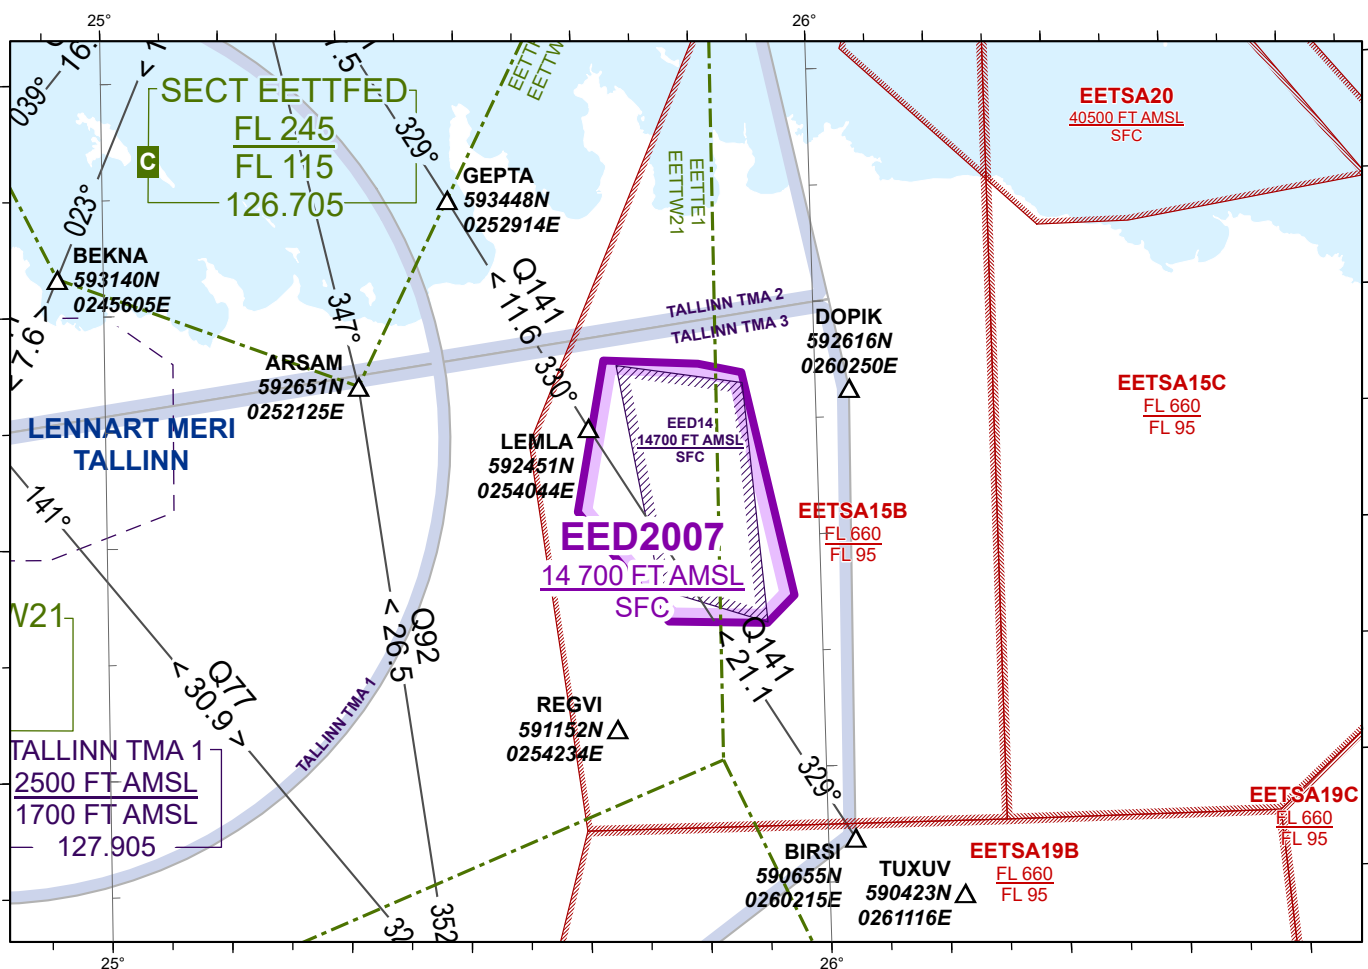 25°
26°
039°
16.
< 1
7.5
SECT EETTFED
FL 245
FL 115
126.705
C
329°
EETTW
EETTE1
EETTW21
EETSA20
40500 FT AMSL
SFC
GEPTA
593448N
0252914E
023°
BEKNA
593140N
0245605E
7.6 >
347°
Q141
< 11.6
330°
TALLINN TMA 2
TALLINN TMA 3
DOPIK
592616N
0260250E
ARSAM
592651N
0252125E
EETSA15C
FL 660
FL 95
LENNART MERI
TALLINN
EED14
14700 FT AMSL
SFC
LEMLA
592451N
0254044E
141°
EETSA15B
FL 660
FL 95
EED2007
14 700 FT AMSL
SFC
W21
Q92
< 26.5
Q141
< 21.1
Q77
< 30.9 >
TALLINN TMA 1
REGVI
591152N
0254234E
TALLINN TMA 1
2500 FT AMSL
1700 FT AMSL
127.905
329°
EETSA19C
FL 660
FL 95
BIRSI
590655N
0260215E
TUXUV
590423N
0261116E
EETSA19B
FL 660
FL 95
32
352
25°
26°